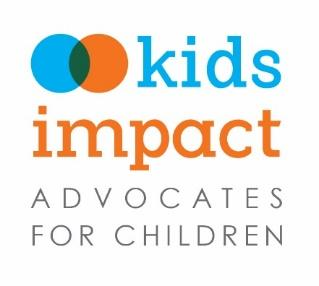 kids
impact
ADVOCATES
FOR CHILDREN